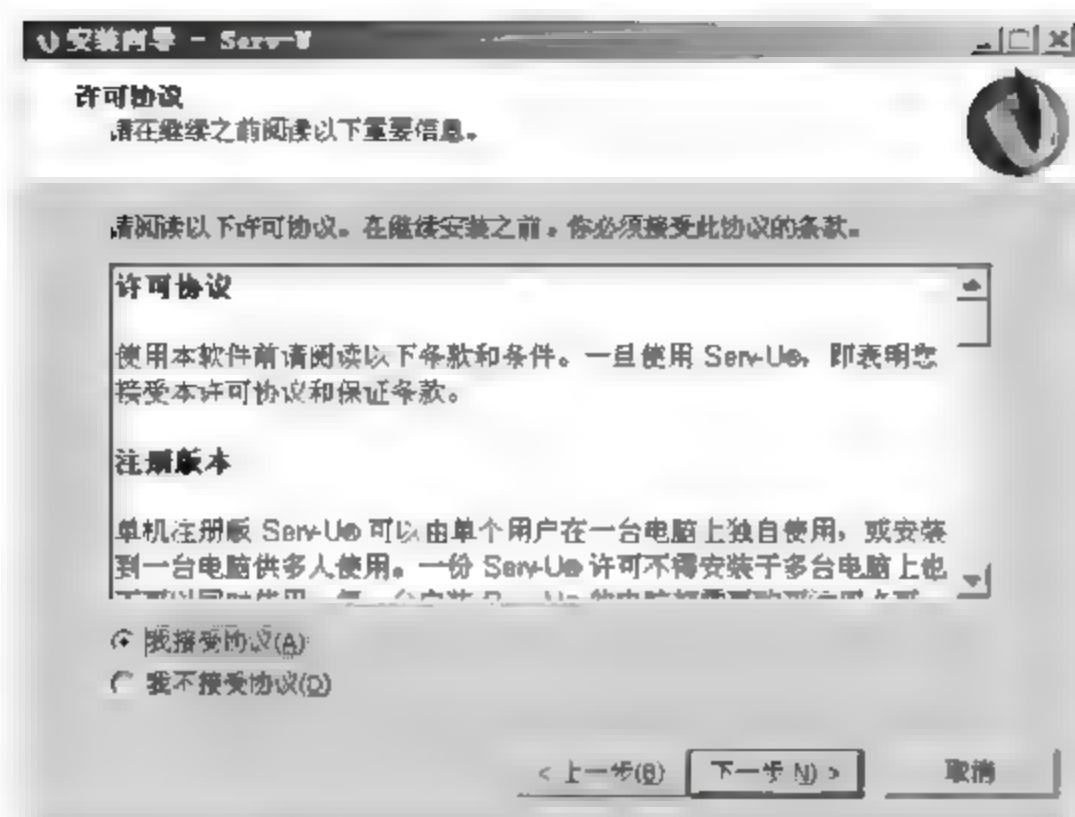 安装向导 - Serv-U
许可协议
请在继续之前阅读以下重要信息。
请阅读以下许可协议。在继续安装之前，你必须接受此协议的条款。
许可协议
使用本软件前请阅读以下条款和条件。一旦使用 Serv-U®，即表明您
接受本许可协议和保证条款。
注册版本
单机注册版 Serv-U® 可以由单个用户在一台电脑上独自使用，或安装
到一台电脑供多人使用。一份 Serv-U® 许可不得安装于多台电脑上也
我接受协议(A)
我不接受协议(D)
< 上一步(B)
下一步 N) >
取消